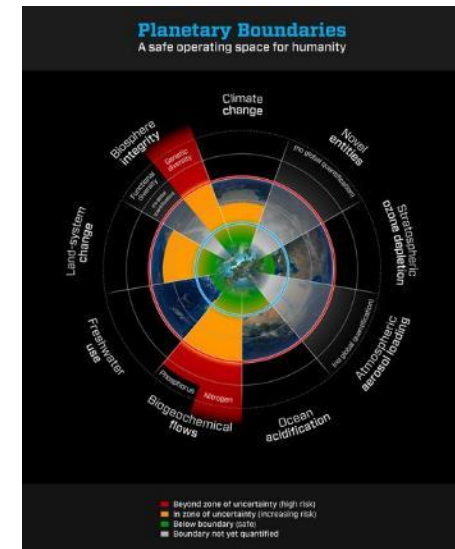 Planetary Boundaries
A safe operating space for humanity
Climate
change
Novel
entities
(no global quantification)
Stratospheric
ozone depletion
Atmospheric
aerosol loading
(no global quantification)
Ocean
acidification
Biogeochemical
flows
Nitrogen
Phosphorus
Freshwater
use
Land-system
change
Biosphere
integrity
Functional
diversity
Genetic
diversity
Beyond zone of uncertainty (high risk)
In zone of uncertainty (increasing risk)
Below boundary (safe)
Boundary not yet quantified